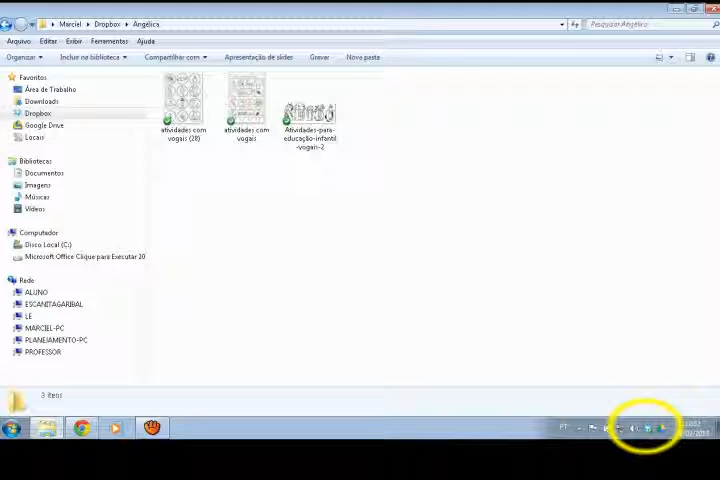 Marciel Dropbox Angélica
Pesquisar Angélica
Arquivo Editar Exibir Ferramentas Ajuda
Organizar Incluir na biblioteca Compartilhar com Apresentação de slides Gravar Nova pasta
Favoritos
Área de Trabalho
Downloads
Dropbox
Google Drive
Locais
Bibliotecas
Documentos
Imagens
Músicas
Vídeos
Computador
Disco Local (C:)
Microsoft Office Clique para Executar 20
Rede
ALUNO
ESCANITAGARIBAL
LE
MARCIEL-PC
PLANEJAMENTO-PC
PROFESSOR
atividades com
vogais (28)
atividades com
vogais
Atividades-para-
educação-infantil
-vogais-2
3 itens
PT